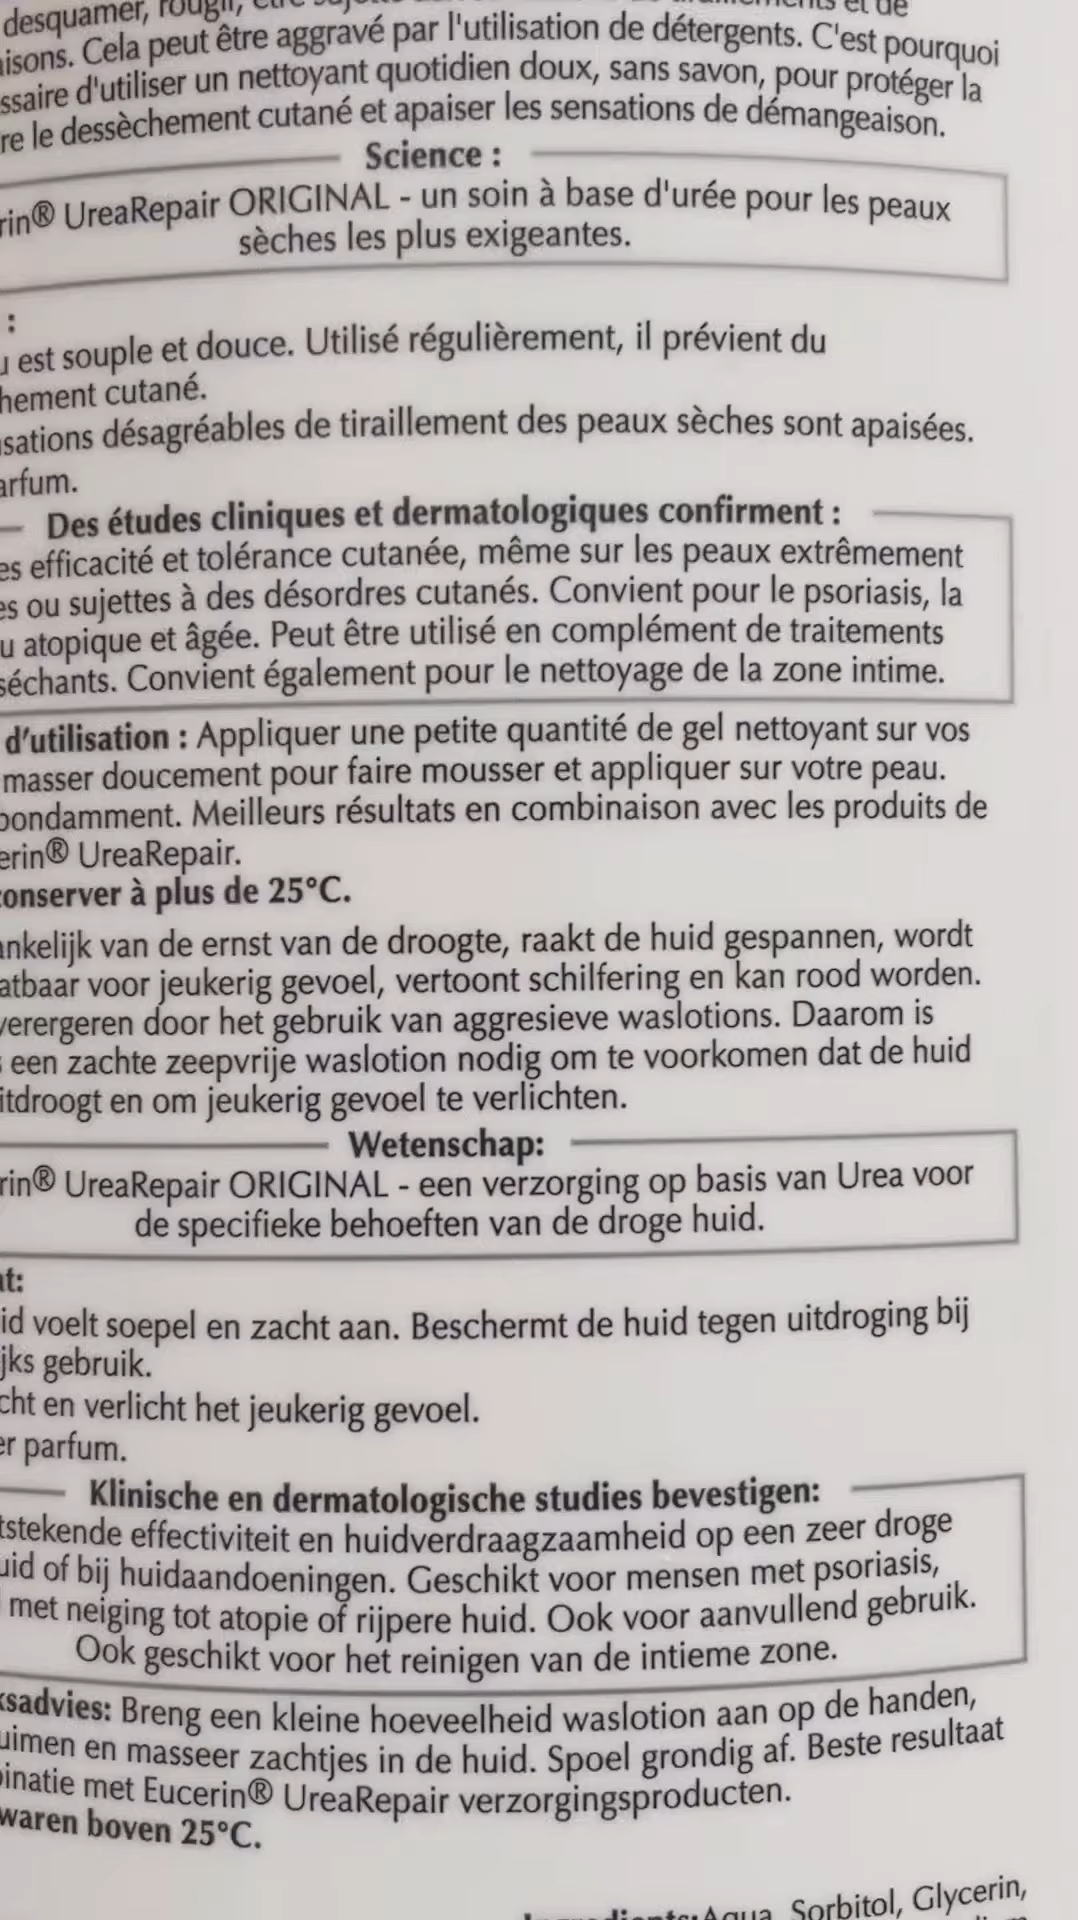 desquamer, rougir,
isons. Cela peut être aggravé par l'utilisation de détergents. C'est pourquoi
ssaire d'utiliser un nettoyant quotidien doux, sans savon, pour protéger la
re le dessèchement cutané et apaiser les sensations de démangeaison.
Science :
rin® UreaRepair ORIGINAL - un soin à base d'urée pour les peaux
sèches les plus exigeantes.
:
u est souple et douce. Utilisé régulièrement, il prévient du
hement cutané.
sations désagréables de tiraillement des peaux sèches sont apaisées.
arfum.
Des études cliniques et dermatologiques confirment :
es efficacité et tolérance cutanée, même sur les peaux extrêmement
es ou sujettes à des désordres cutanés. Convient pour le psoriasis, la
u atopique et âgée. Peut être utilisé en complément de traitements
séchants. Convient également pour le nettoyage de la zone intime.
d'utilisation : Appliquer une petite quantité de gel nettoyant sur vos
masser doucement pour faire mousser et appliquer sur votre peau.
bondamment. Meilleurs résultats en combinaison avec les produits de
erin® UreaRepair.
conserver à plus de 25°C.
ankelijk van de ernst van de droogte, raakt de huid gespannen, wordt
atbaar voor jeukerig gevoel, vertoont schilfering en kan rood worden.
verergeren door het gebruik van aggresieve waslotions. Daarom is
een zachte zeepvrije waslotion nodig om te voorkomen dat de huid
itdroogt en om jeukerig gevoel te verlichten.
Wetenschap:
rin® UreaRepair ORIGINAL - een verzorging op basis van Urea voor
de specifieke behoeften van de droge huid.
at:
id voelt soepel en zacht aan. Beschermt de huid tegen uitdroging bij
jks gebruik.
cht en verlicht het jeukerig gevoel.
er parfum.
Klinische en dermatologische studies bevestigen:
tstekende effectiviteit en huidverdraagzaamheid op een zeer droge
uid of bij huidaandoeningen. Geschikt voor mensen met psoriasis,
met neiging tot atopie of rijpere huid. Ook voor aanvullend gebruik.
Ook geschikt voor het reinigen van de intieme zone.
ksadvies: Breng een kleine hoeveelheid waslotion aan op de handen,
uimen en masseer zachtjes in de huid. Spoel grondig af. Beste resultaat
binatie met Eucerin® UreaRepair verzorgingsproducten.
waren boven 25°C.
Ingredients: Aqua, Sorbitol, Glycerin,